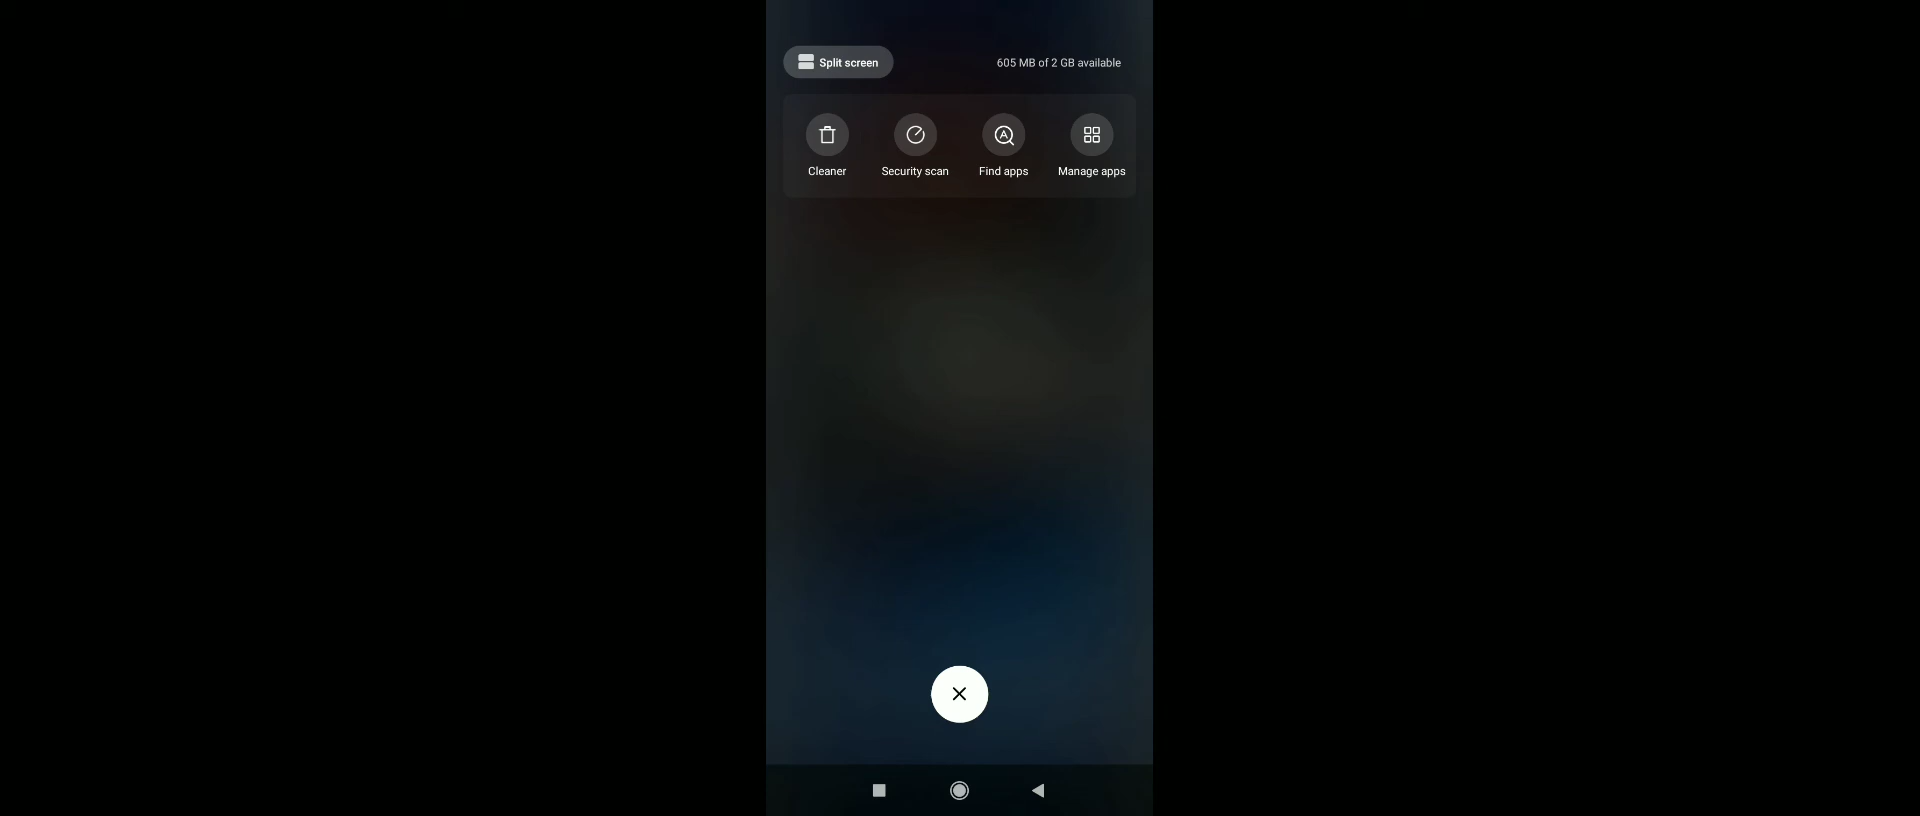 Split screen
605 MB of 2 GB available
Cleaner
Security scan
Find apps
Manage apps